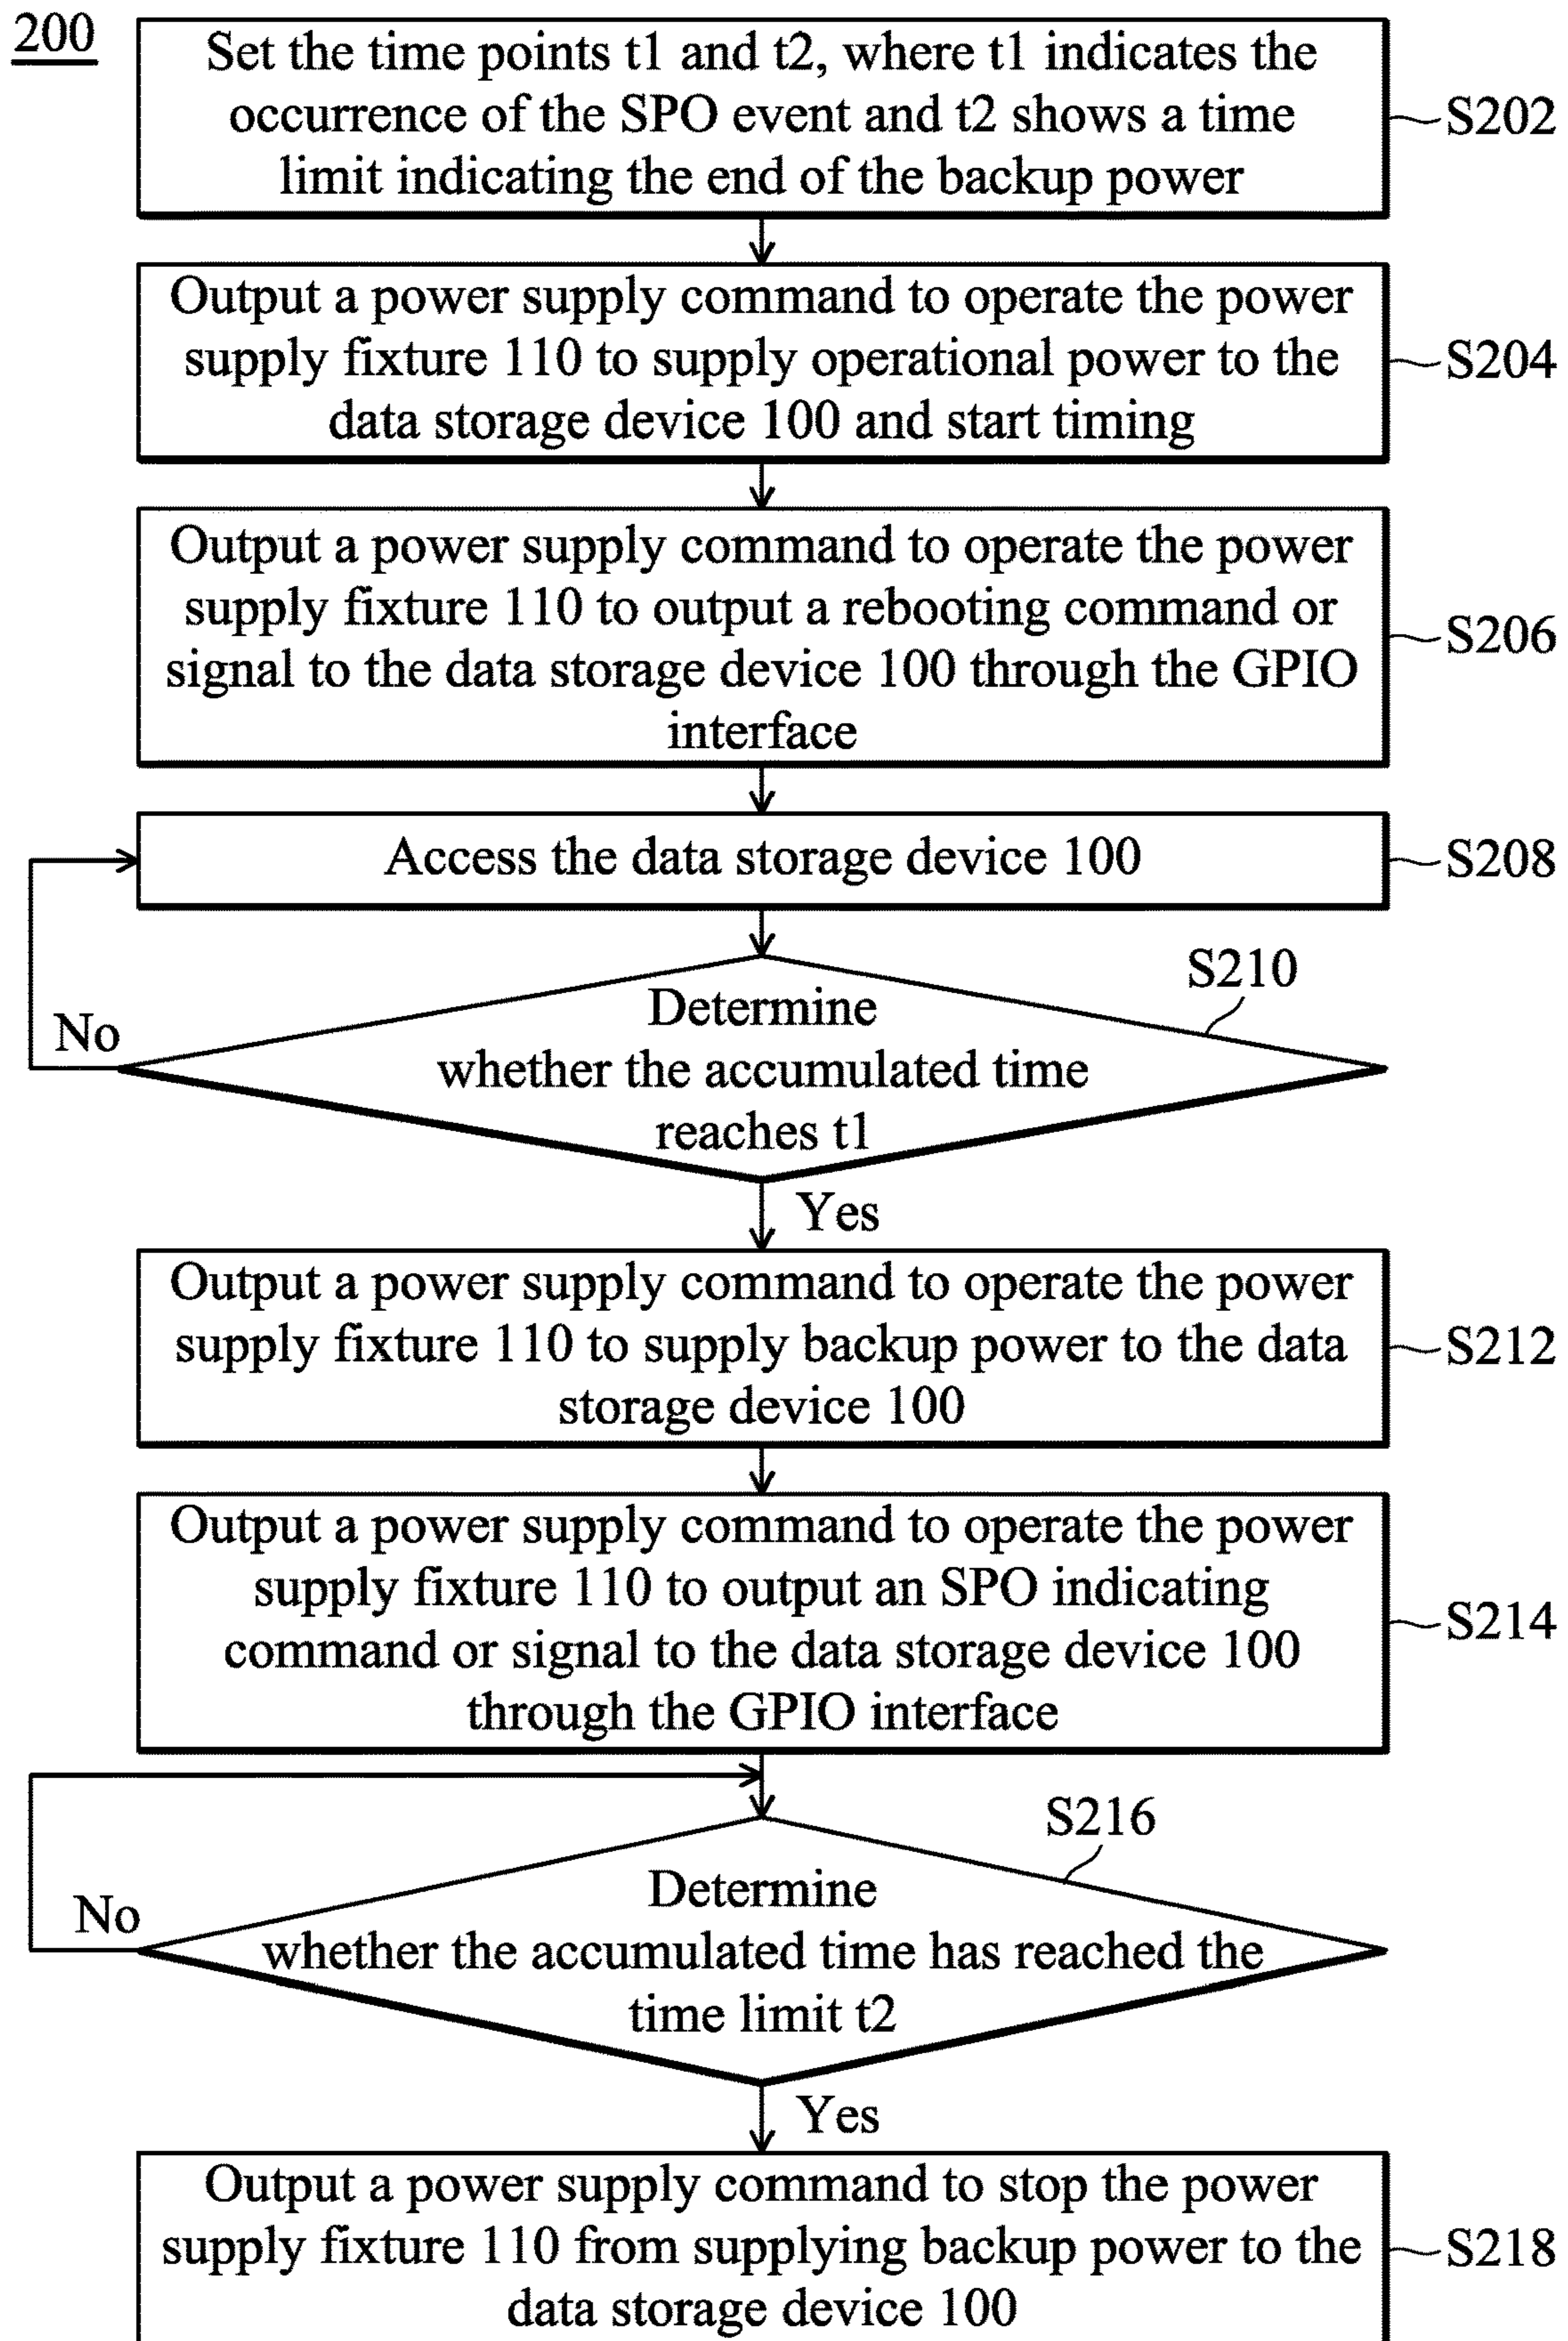 200
Set the time points t1 and t2, where t1 indicates the
occurrence of the SPO event and t2 shows a time
limit indicating the end of the backup power
S202
Output a power supply command to operate the power
supply fixture 110 to supply operational power to the
data storage device 100 and start timing
S204
Output a power supply command to operate the power
supply fixture 110 to output a rebooting command or
signal to the data storage device 100 through the GPIO
interface
S206
Access the data storage device 100
S208
S210
Determine
whether the accumulated time
reaches t1
No
Yes
Output a power supply command to operate the power
supply fixture 110 to supply backup power to the data
storage device 100
S212
Output a power supply command to operate the power
supply fixture 110 to output an SPO indicating
command or signal to the data storage device 100
through the GPIO interface
S214
S216
Determine
whether the accumulated time has reached the
time limit t2
No
Yes
Output a power supply command to stop the power
supply fixture 110 from supplying backup power to the
data storage device 100
S218